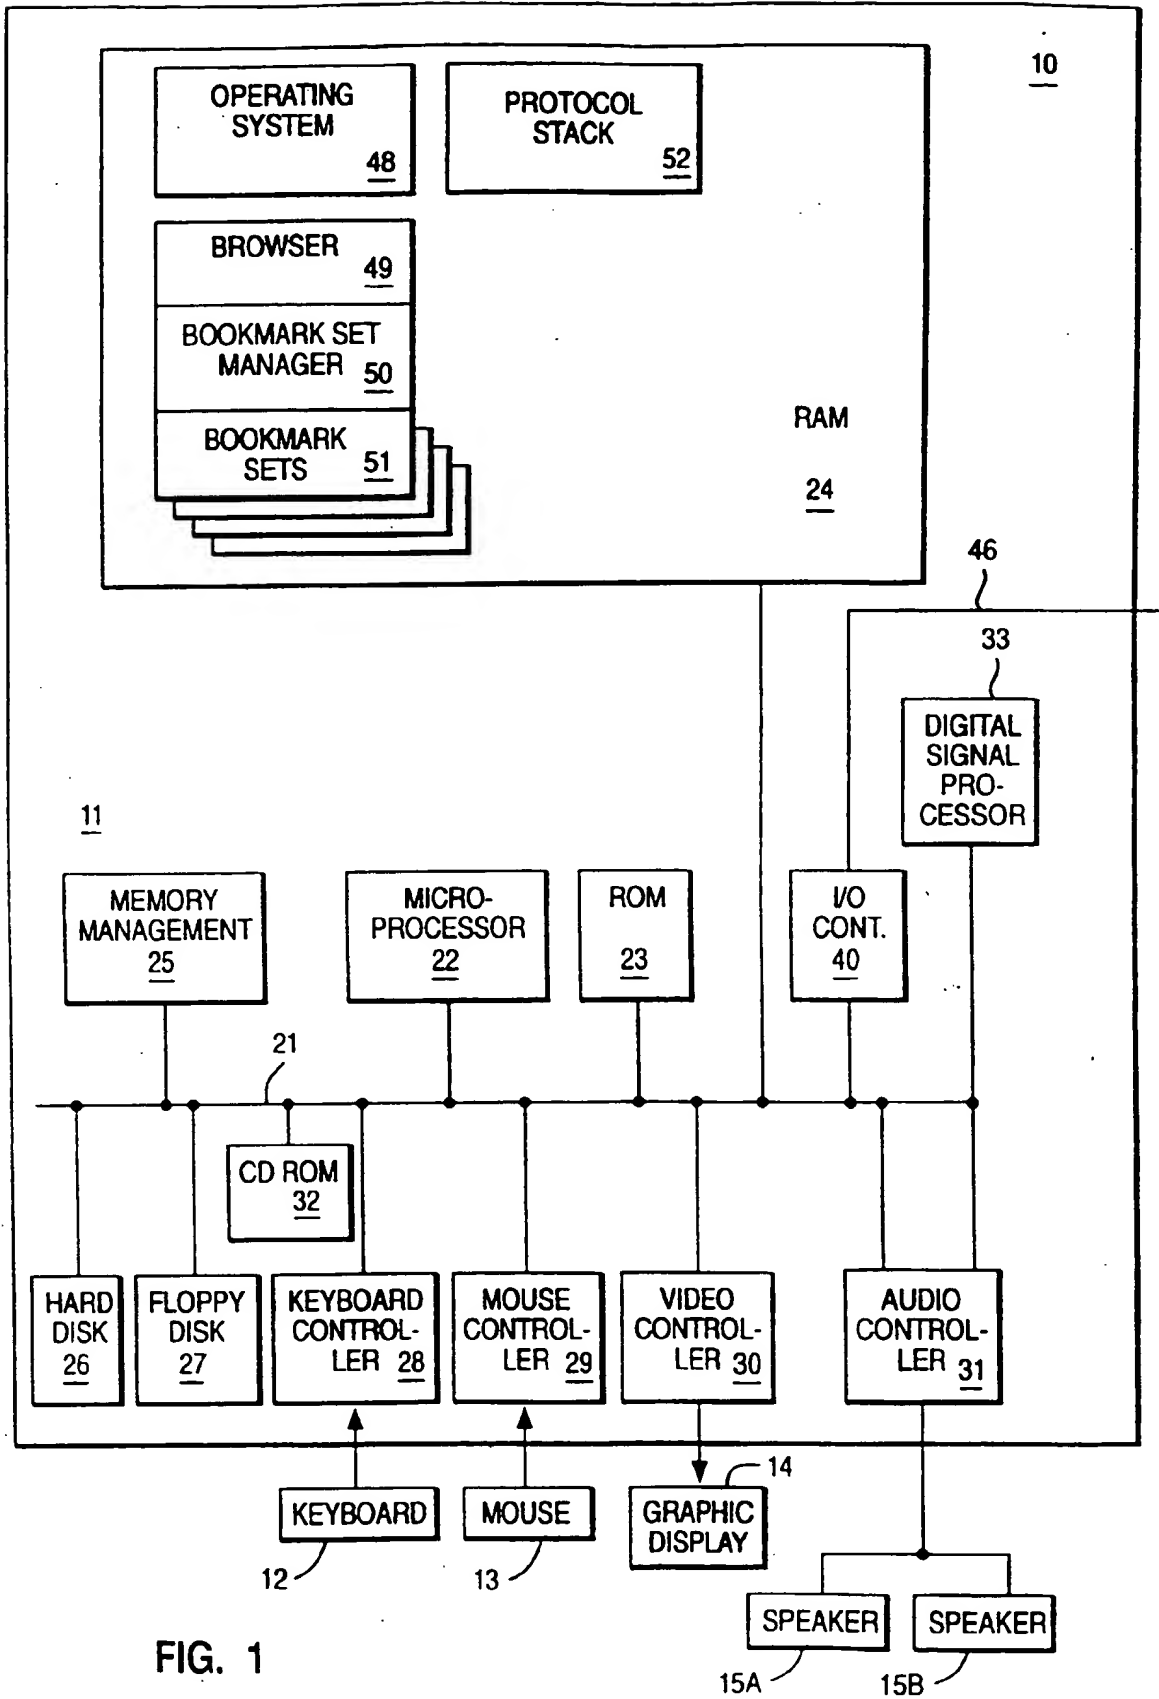 10
OPERATING
SYSTEM
48
PROTOCOL
STACK
52
BROWSER
49
BOOKMARK SET
MANAGER
50
BOOKMARK
SETS
51
RAM
24
46
33
DIGITAL
SIGNAL
PRO-
CESSOR
11
MEMORY
MANAGEMENT
25
MICRO-
PROCESSOR
22
ROM
23
I/O
CONT.
40
21
CD ROM
32
HARD
DISK
26
FLOPPY
DISK
27
KEYBOARD
CONTROL-
LER 28
MOUSE
CONTROL-
LER 29
VIDEO
CONTROL-
LER 30
AUDIO
CONTROL-
LER 31
KEYBOARD
12
MOUSE
13
14
GRAPHIC
DISPLAY
SPEAKER
15A
SPEAKER
15B
FIG. 1